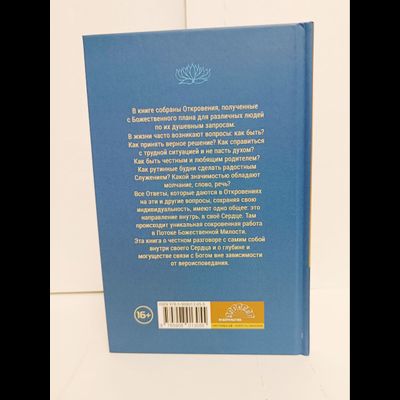 В книге собраны Откровения, полученные
с Божественного плана для различных людей
по их душевным запросам.
В жизни часто возникают вопросы: как быть?
Как принять верное решение? Как справиться
с трудной ситуацией и не пасть духом?
Как быть честным и любящим родителем?
Как рутинные будни сделать радостным
Служением? Какой значимостью обладают
молчание, слово, речь?
Все Ответы, которые даются в Откровениях
на эти и другие вопросы, сохраняя свою
индивидуальность, имеют одно общее: это
направление внутрь, в своё Сердце. Там
происходит уникальная сокровенная работа
в Потоке Божественной Милости.
Эта книга о честном разговоре с самим собой
внутри своего Сердца и о глубине и
могуществе связи с Богом вне зависимости
от вероисповедания.
16+
ISBN